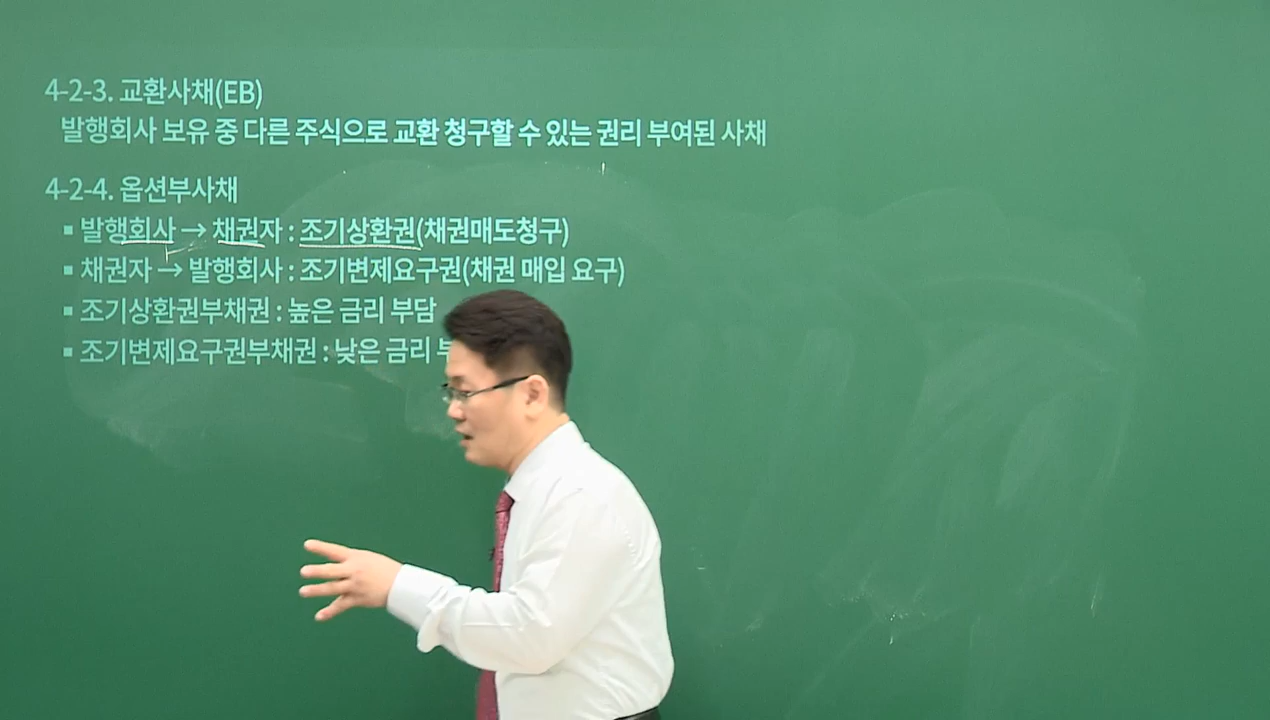 4-2-3. 교환사채(EB)
발행회사 보유 중 다른 주식으로 교환 청구할 수 있는 권리 부여된 사채
4-2-4. 옵션부사채
▪ 발행회사 → 채권자 : 조기상환권(채권매도청구)
▪ 채권자 → 발행회사 : 조기변제요구권(채권 매입 요구)
▪ 조기상환권부채권 : 높은 금리 부담
▪ 조기변제요구권부채권 : 낮은 금리